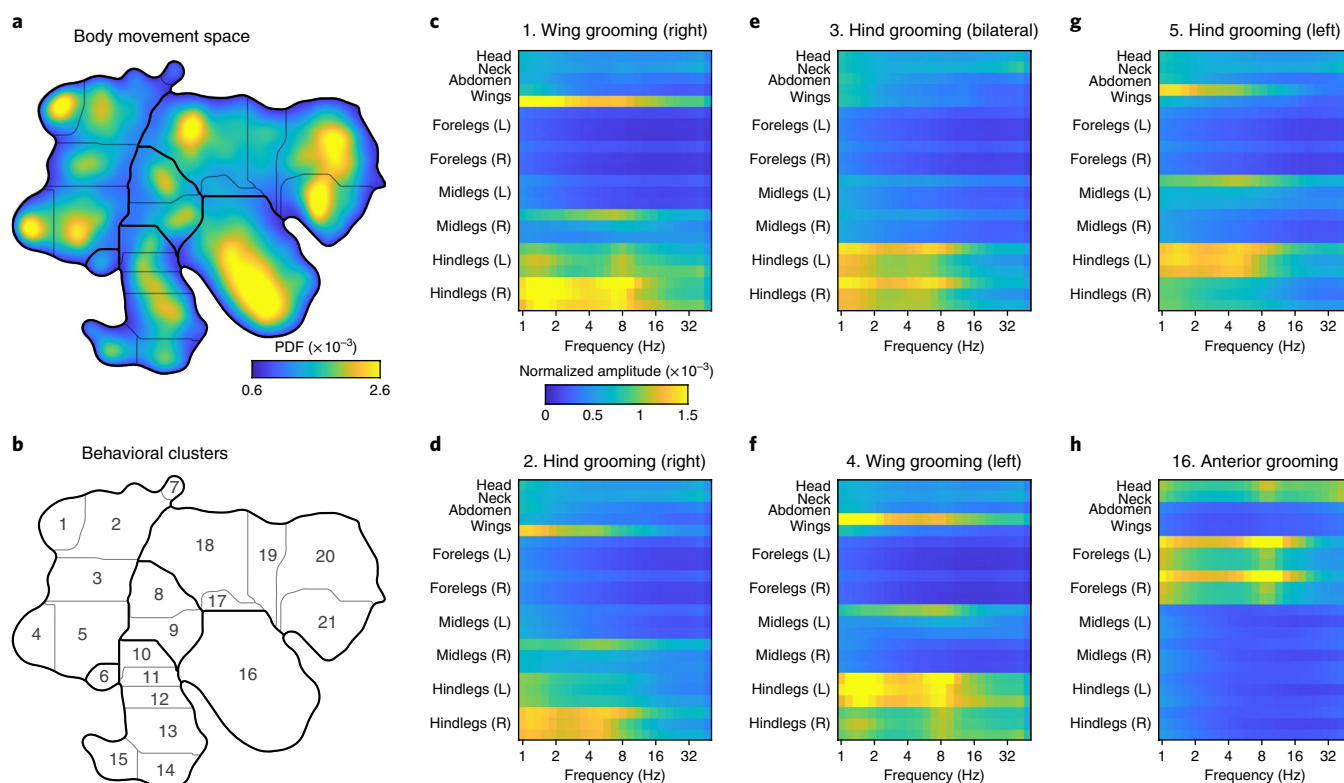 a
Body movement space
PDF (×10−3)
0.6 2.6
b
Behavioral clusters
7
1 2
18 19 20
3
8
17
4 5 9 21
10
6 11 16
12
13
15 14
c
1. Wing grooming (right)
Head
Neck
Abdomen
Wings
Forelegs (L)
Forelegs (R)
Midlegs (L)
Midlegs (R)
Hindlegs (L)
Hindlegs (R)
1 2 4 8 16 32
Frequency (Hz)
Normalized amplitude (×10−3)
0 0.5 1 1.5
d
2. Hind grooming (right)
Head
Neck
Abdomen
Wings
Forelegs (L)
Forelegs (R)
Midlegs (L)
Midlegs (R)
Hindlegs (L)
Hindlegs (R)
1 2 4 8 16 32
Frequency (Hz)
e
3. Hind grooming (bilateral)
Head
Neck
Abdomen
Wings
Forelegs (L)
Forelegs (R)
Midlegs (L)
Midlegs (R)
Hindlegs (L)
Hindlegs (R)
1 2 4 8 16 32
Frequency (Hz)
f
4. Wing grooming (left)
Head
Neck
Abdomen
Wings
Forelegs (L)
Forelegs (R)
Midlegs (L)
Midlegs (R)
Hindlegs (L)
Hindlegs (R)
1 2 4 8 16 32
Frequency (Hz)
g
5. Hind grooming (left)
Head
Neck
Abdomen
Wings
Forelegs (L)
Forelegs (R)
Midlegs (L)
Midlegs (R)
Hindlegs (L)
Hindlegs (R)
1 2 4 8 16 32
Frequency (Hz)
h
16. Anterior grooming
Head
Neck
Abdomen
Wings
Forelegs (L)
Forelegs (R)
Midlegs (L)
Midlegs (R)
Hindlegs (L)
Hindlegs (R)
1 2 4 8 16 32
Frequency (Hz)